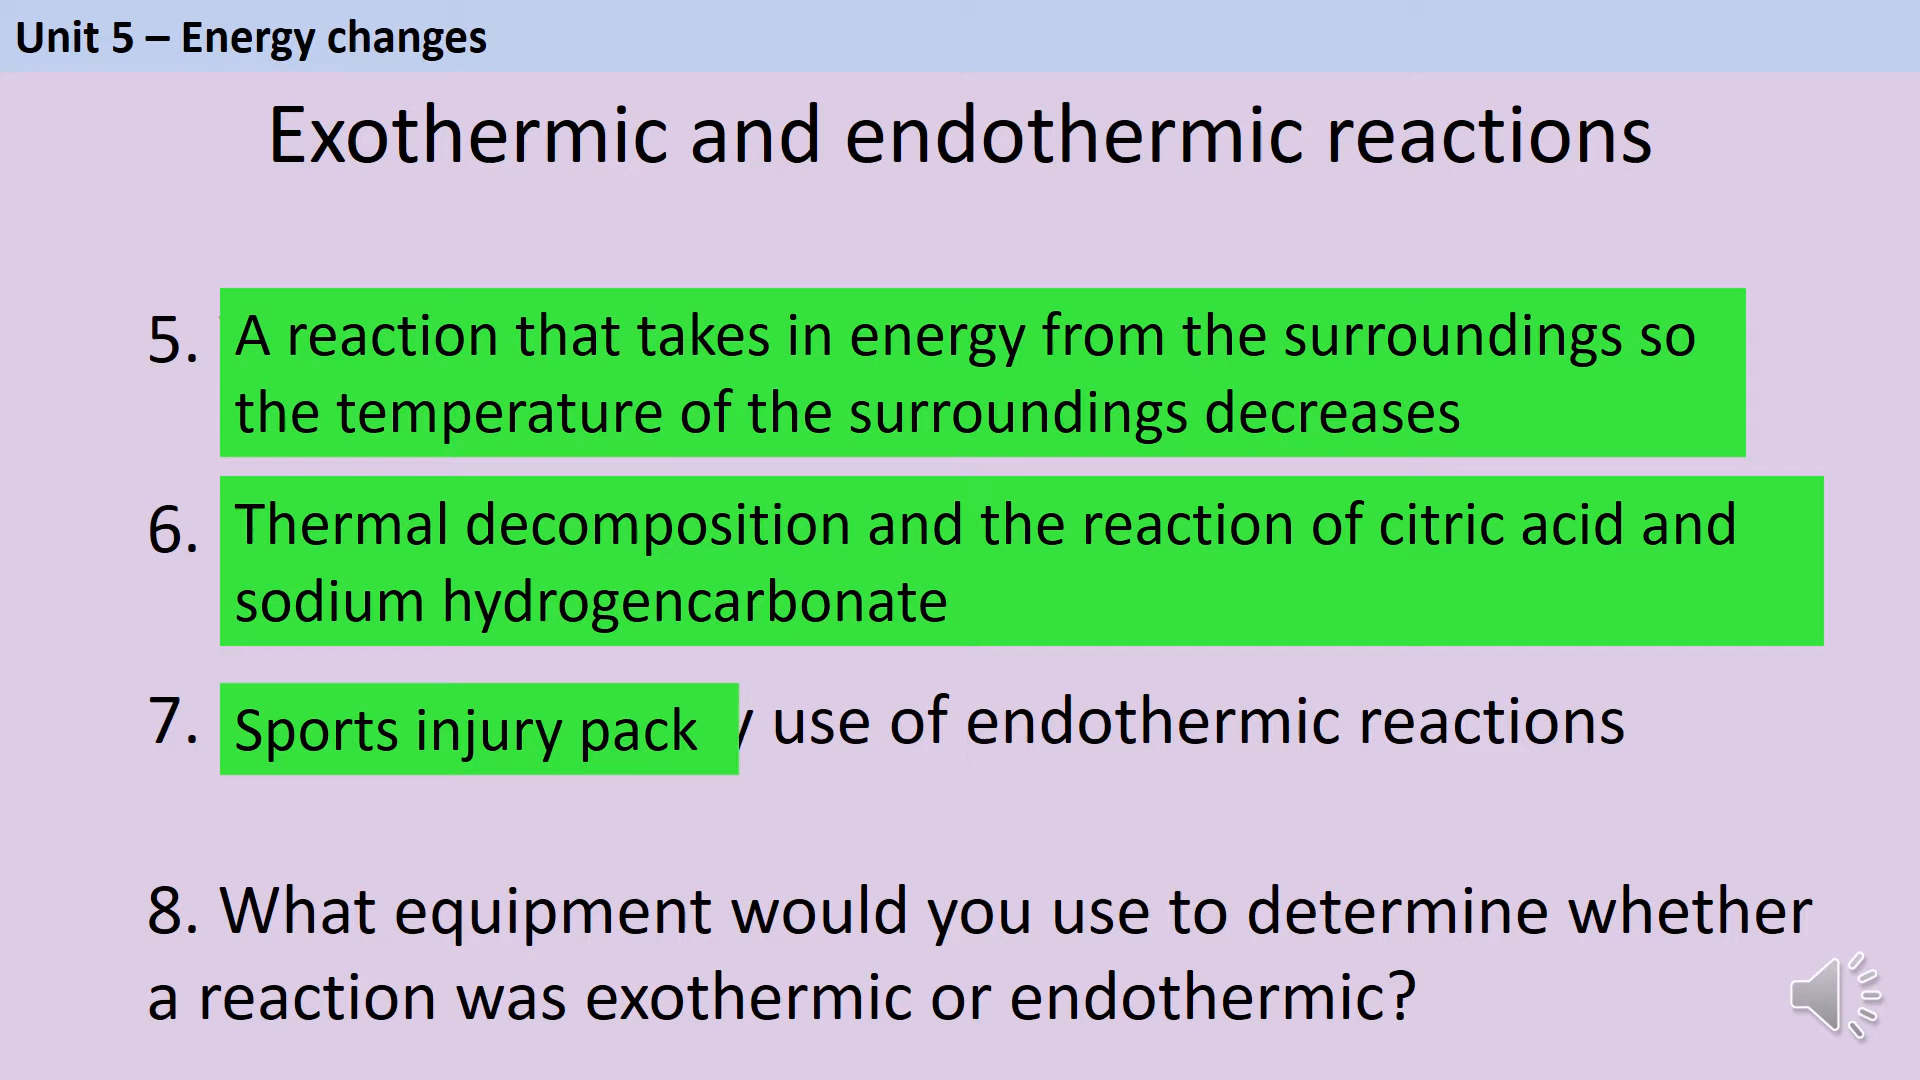 Unit 5 – Energy changes
Exothermic and endothermic reactions
5. A reaction that takes in energy from the surroundings so
the temperature of the surroundings decreases
6. Thermal decomposition and the reaction of citric acid and
sodium hydrogencarbonate
7. Sports injury pack use of endothermic reactions
8. What equipment would you use to determine whether
a reaction was exothermic or endothermic?